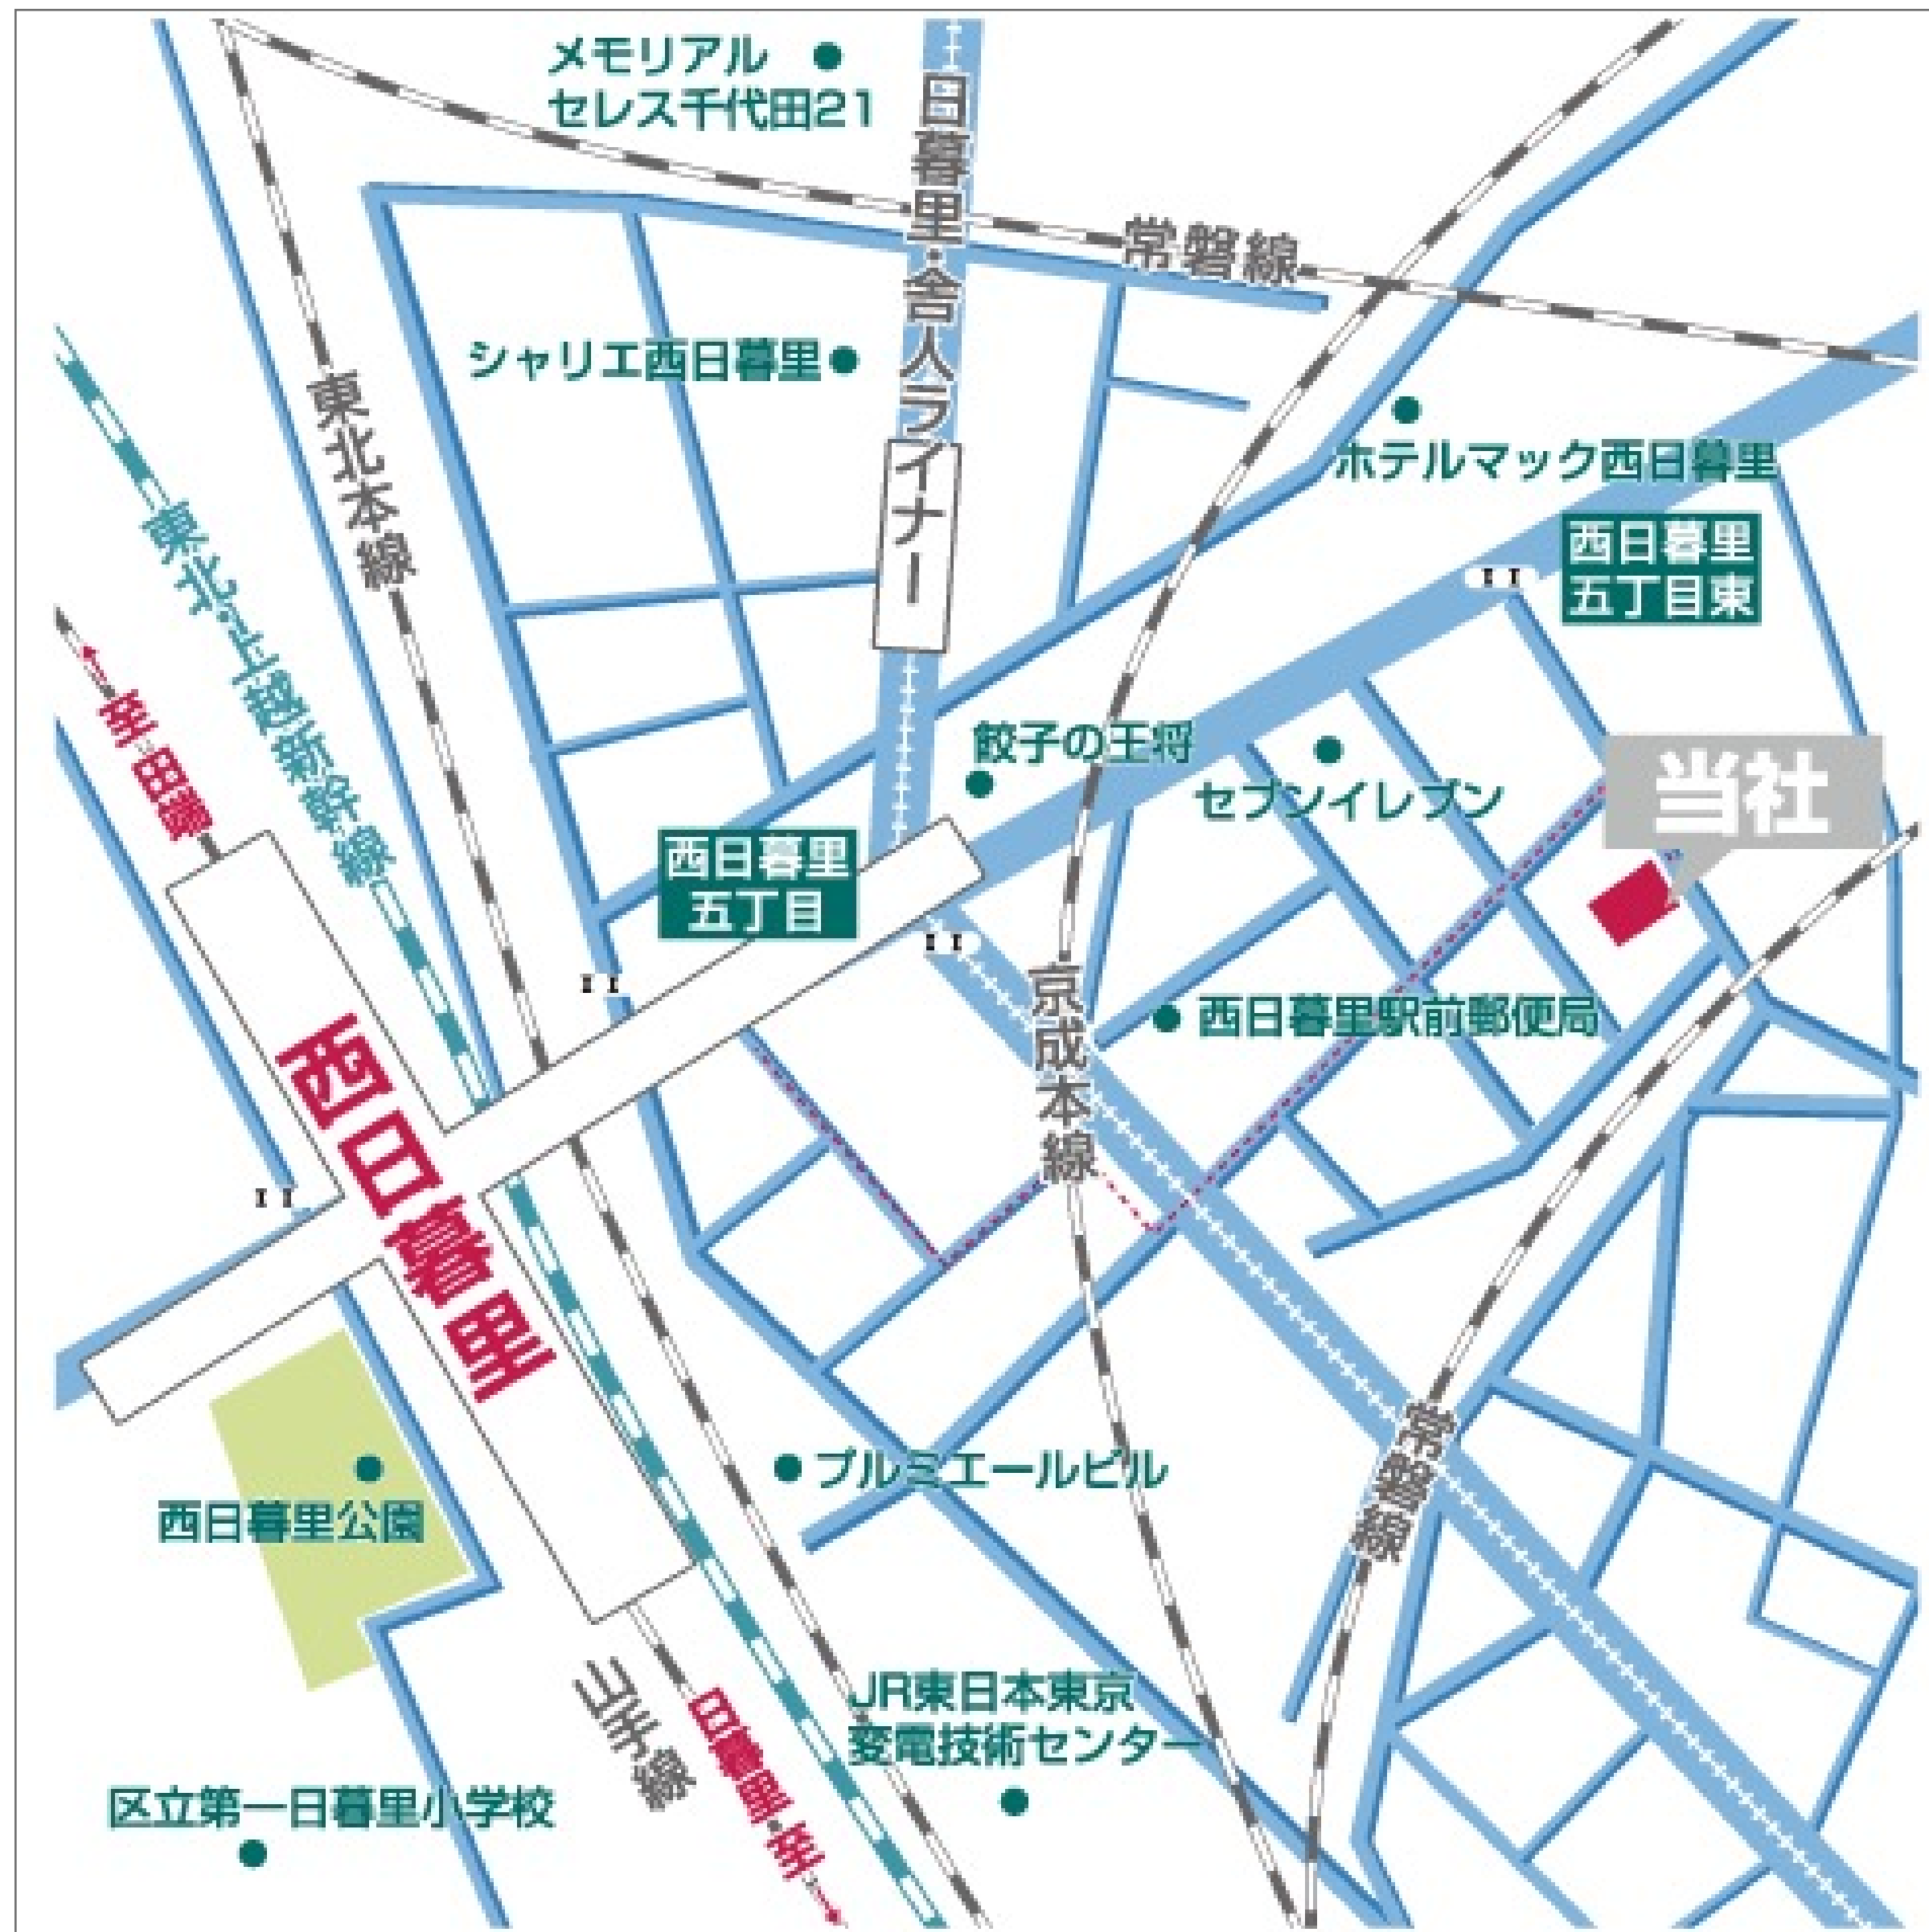 メモリアル
セレス千代田21
日暮里・舎人ライナー
常磐線
シャリエ西日暮里
東北本線
ホテルマック西日暮里
東北・上越新幹線
西日暮里
五丁目東
至田端
餃子の王将
セブンイレブン
当社
西日暮里
五丁目
京成本線
西日暮里駅前郵便局
西日暮里
常磐線
プルミエールビル
西日暮里公園
山手線
日暮里至
JR東日本東京
変電技術センター
区立第一日暮里小学校